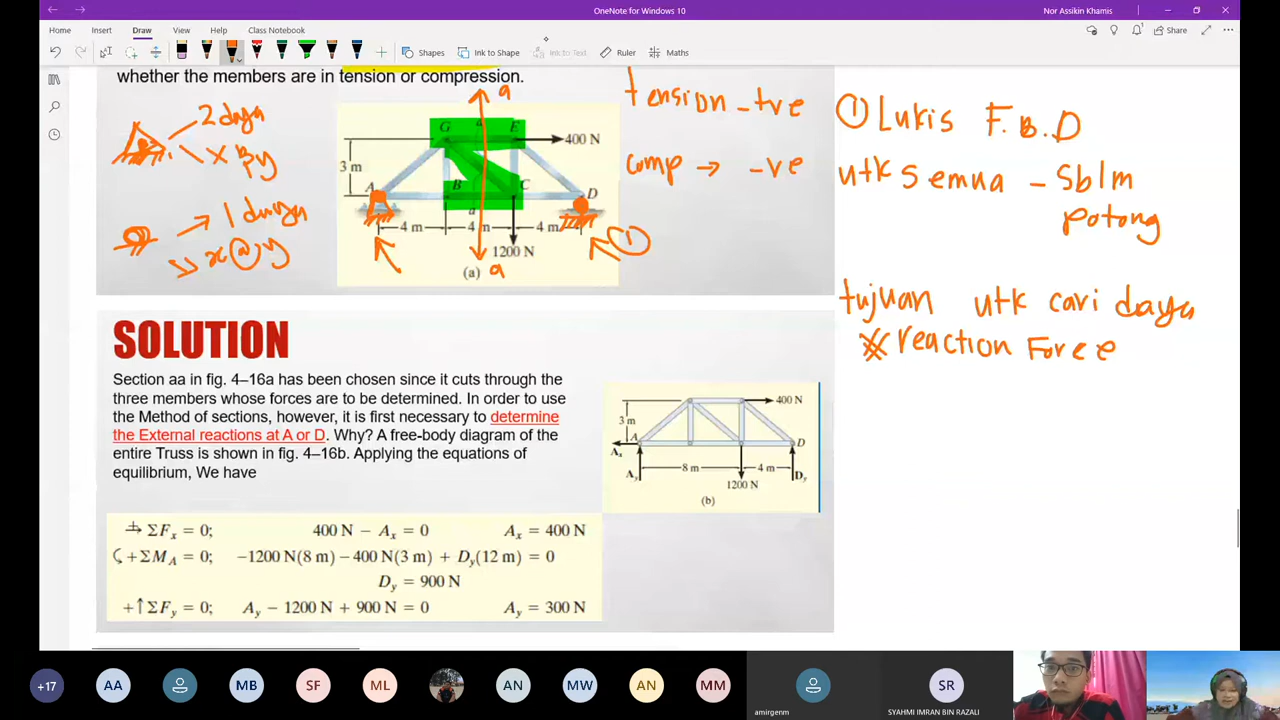 OneNote for Windows 10
Nor Assikin Khamis
Home Insert Draw View Help Class Notebook
Share
Shapes Ink to Shape Ink to Text Ruler Maths
whether the members are in tension or compression.
2 daya
x By
1 daya
x @ y
a
G E 400 N
3 m
A B C D
a
4 m 4 m 4 m
1200 N
(a) a
1
tension -tve
comp → -ve
① Lukis F.B.D
utk semua - Sblm
potong
tujuan utk cari daya
reaction Force
SOLUTION
Section aa in fig. 4–16a has been chosen since it cuts through the
three members whose forces are to be determined. In order to use
the Method of sections, however, it is first necessary to determine
the External reactions at A or D. Why? A free-body diagram of the
entire Truss is shown in fig. 4–16b. Applying the equations of
equilibrium, We have
400 N
3 m
A D
Ax
8 m 4 m
Ay 1200 N Dy
(b)
→+ ΣFx = 0; 400 N − Ax = 0 Ax = 400 N
↺+ΣMA = 0; −1200 N(8 m) − 400 N(3 m) + Dy(12 m) = 0
Dy = 900 N
+↑ΣFy = 0; Ay − 1200 N + 900 N = 0 Ay = 300 N
+17 AA MB SF ML AN MW AN MM SR
amirgenm SYAHMI IMRAN BIN RAZALI